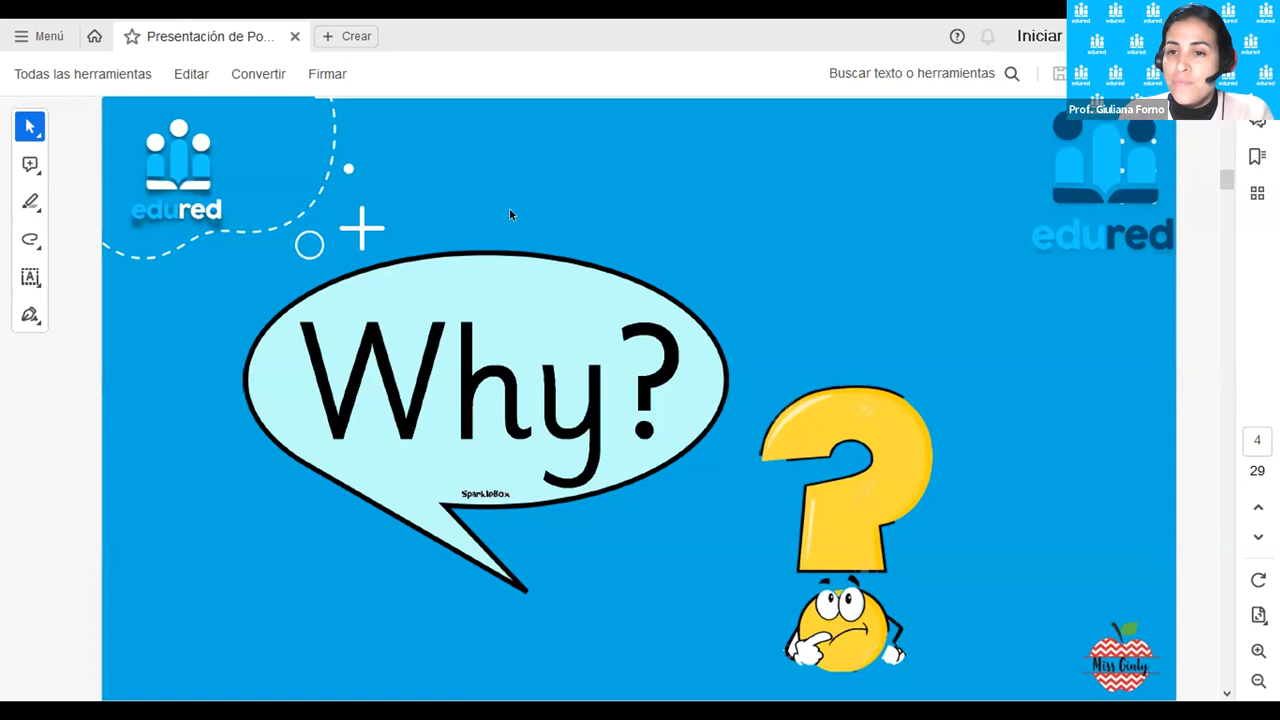 Menú
Presentación de Po...
Crear
Iniciar
Todas las herramientas
Editar
Convertir
Firmar
Buscar texto o herramientas
Prof. Giuliana Forno
edured
edured
Why?
SparkleBox
?
4
29
Miss Giuly